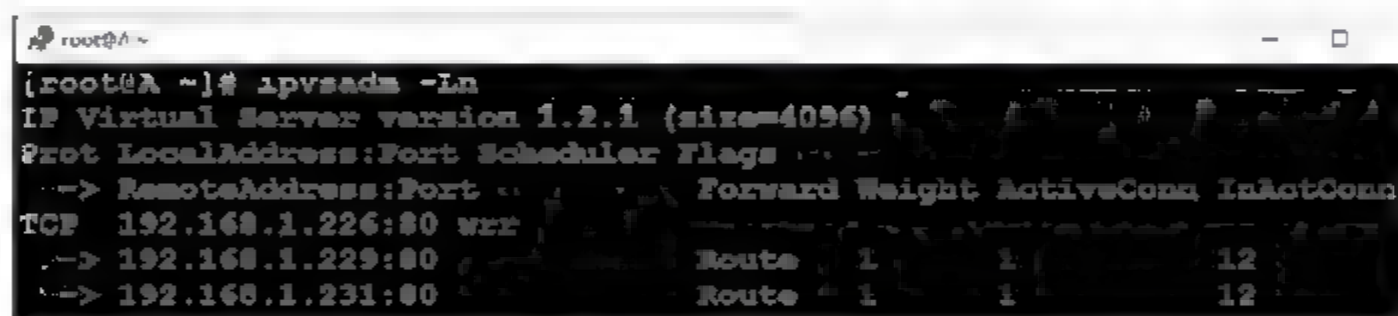 root@A:~
[root@A ~]# ipvsadm -Ln
IP Virtual Server version 1.2.1 (size=4096)
Prot LocalAddress:Port Scheduler Flags
  -> RemoteAddress:Port           Forward Weight ActiveConn InActConn
TCP  192.168.1.226:80 wrr
  -> 192.168.1.229:80             Route   1      1          12
  -> 192.168.1.231:80             Route   1      1          12